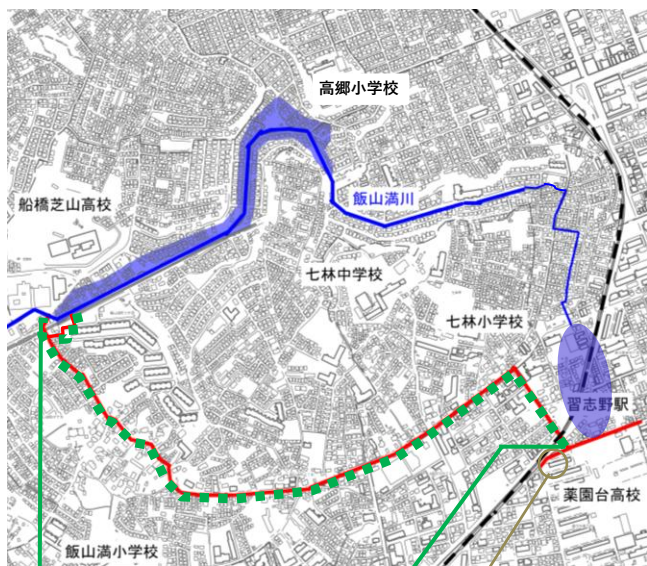 高郷小学校
船橋芝山高校
飯山満川
七林中学校
七林小学校
習志野駅
薬園台高校
飯山満小学校